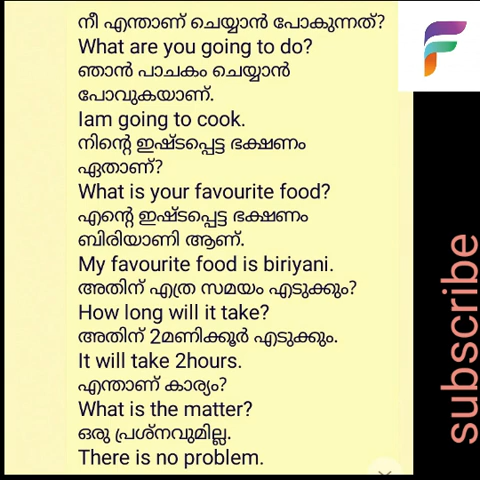 നീ എന്താണ് ചെയ്യാൻ പോകുന്നത്?
What are you going to do?
ഞാൻ പാചകം ചെയ്യാൻ
പോവുകയാണ്.
Iam going to cook.
നിന്റെ ഇഷ്ടപ്പെട്ട ഭക്ഷണം
ഏതാണ്?
What is your favourite food?
എന്റെ ഇഷ്ടപ്പെട്ട ഭക്ഷണം
ബിരിയാണി ആണ്.
My favourite food is biriyani.
അതിന് എത്ര സമയം എടുക്കും?
How long will it take?
അതിന് 2മണിക്കൂർ എടുക്കും.
It will take 2hours.
എന്താണ് കാര്യം?
What is the matter?
ഒരു പ്രശ്നവുമില്ല.
There is no problem.
subscribe